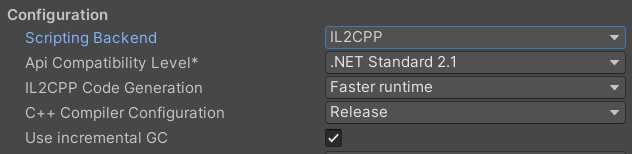 Configuration
Scripting Backend IL2CPP
Api Compatibility Level* .NET Standard 2.1
IL2CPP Code Generation Faster runtime
C++ Compiler Configuration Release
Use incremental GC